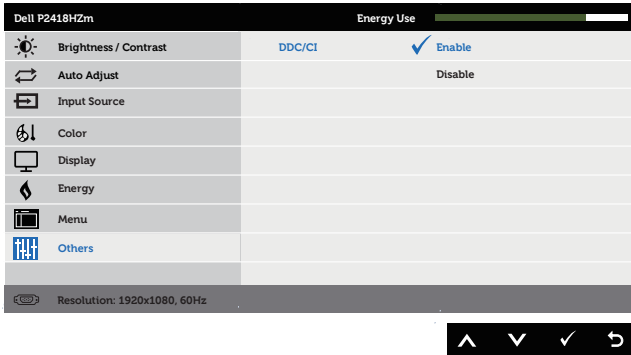 Dell P2418HZm Energy Use
Brightness / Contrast DDC/CI Enable
Auto Adjust Disable
Input Source
Color
Display
Energy
Menu
Others
Resolution: 1920x1080, 60Hz